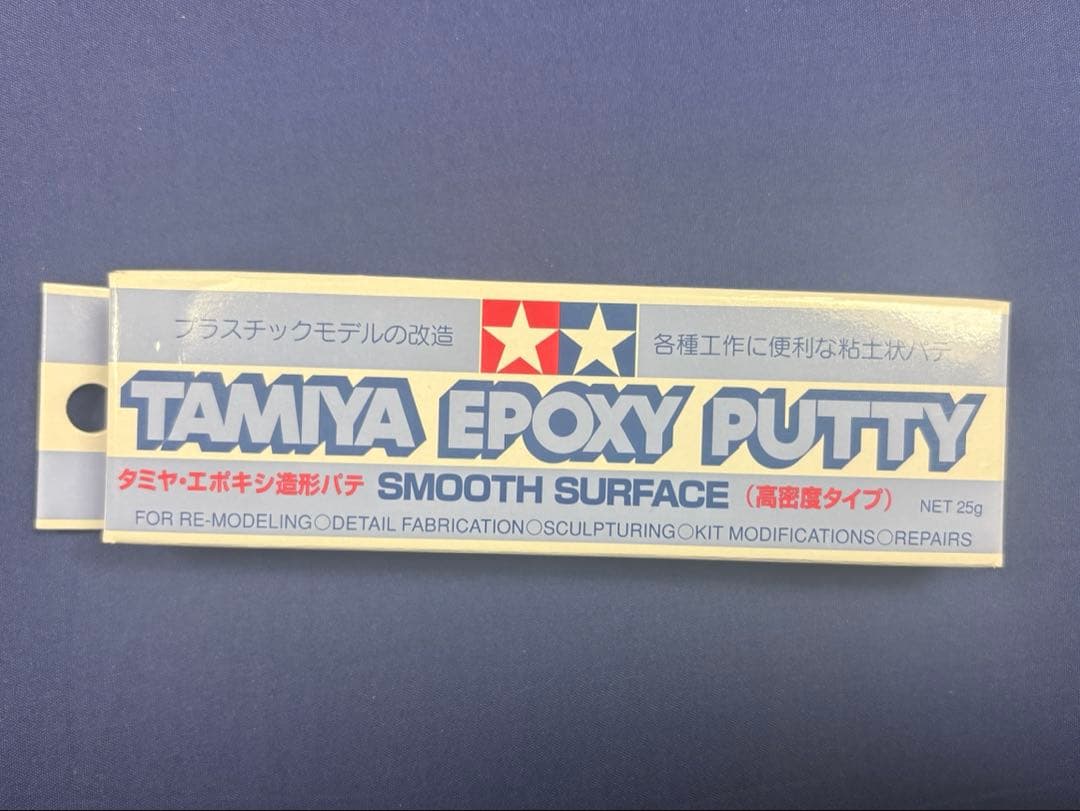 プラスチックモデルの改造 各種工作に便利な粘土状パテ
TAMIYA EPOXY PUTTY
タミヤ・エポキシ造形パテ SMOOTH SURFACE (高密度タイプ) NET 25g
FOR RE-MODELING○DETAIL FABRICATION○SCULPTURING○KIT MODIFICATIONS○REPAIRS